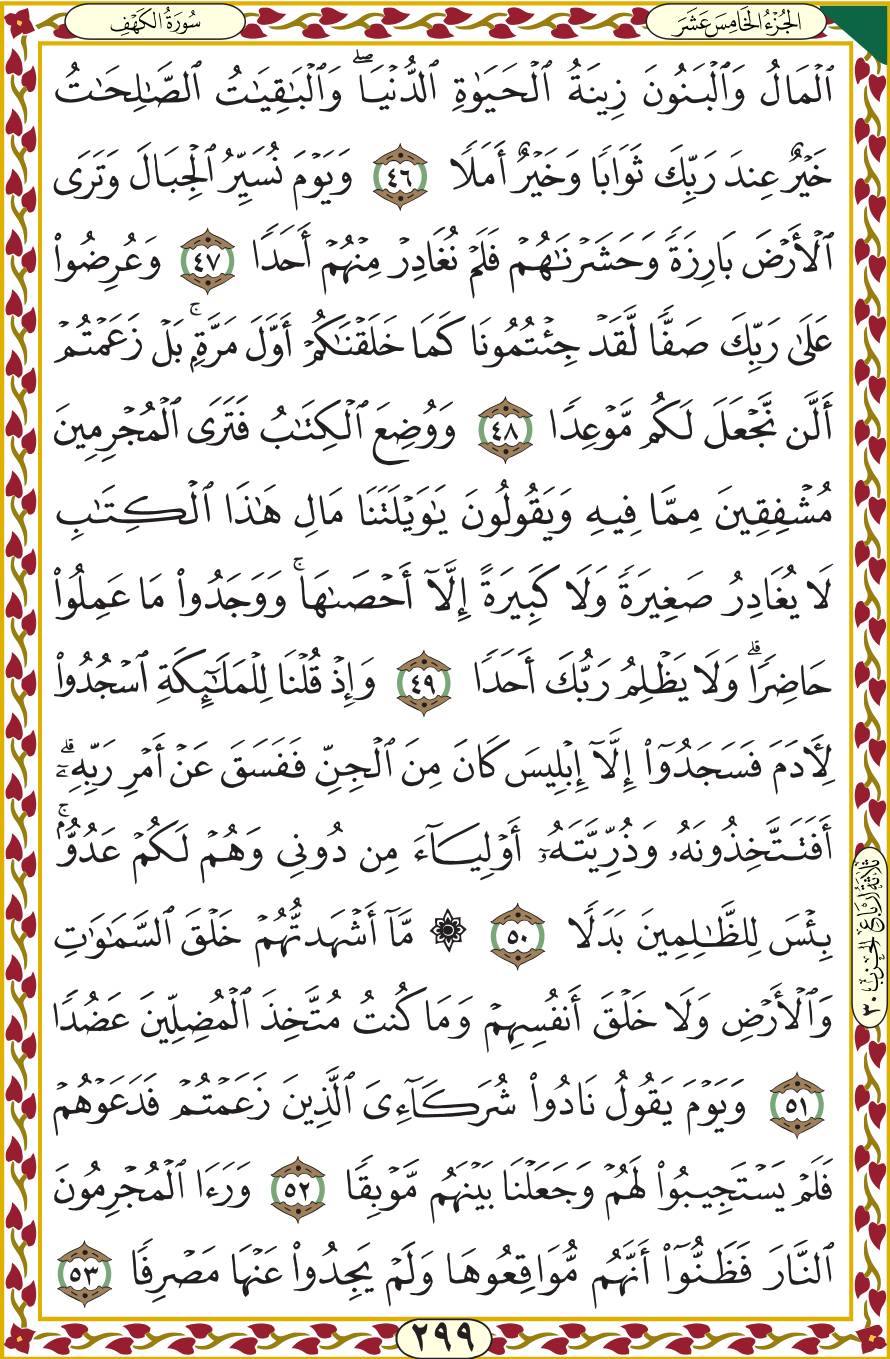 الجُزْءُ الخَامِسَ عَشَرَ
سُورَةُ الكَهْفِ
ٱلْمَالُ وَٱلْبَنُونَ زِينَةُ ٱلْحَيَوٰةِ ٱلدُّنْيَاۖ وَٱلْبَٰقِيَٰتُ ٱلصَّٰلِحَٰتُ
خَيْرٌ عِندَ رَبِّكَ ثَوَابًا وَخَيْرٌ أَمَلًا ٤٦ وَيَوْمَ نُسَيِّرُ ٱلْجِبَالَ وَتَرَى
ٱلْأَرْضَ بَارِزَةً وَحَشَرْنَٰهُمْ فَلَمْ نُغَادِرْ مِنْهُمْ أَحَدًا ٤٧ وَعُرِضُوا۟
عَلَىٰ رَبِّكَ صَفًّا لَّقَدْ جِئْتُمُونَا كَمَا خَلَقْنَٰكُمْ أَوَّلَ مَرَّةٍۭۚ بَلْ زَعَمْتُمْ
أَلَّن نَّجْعَلَ لَكُم مَّوْعِدًا ٤٨ وَوُضِعَ ٱلْكِتَٰبُ فَتَرَى ٱلْمُجْرِمِينَ
مُشْفِقِينَ مِمَّا فِيهِ وَيَقُولُونَ يَٰوَيْلَتَنَا مَالِ هَٰذَا ٱلْكِتَٰبِ
لَا يُغَادِرُ صَغِيرَةً وَلَا كَبِيرَةً إِلَّآ أَحْصَىٰهَاۚ وَوَجَدُوا۟ مَا عَمِلُوا۟
حَاضِرًاۗ وَلَا يَظْلِمُ رَبُّكَ أَحَدًا ٤٩ وَإِذْ قُلْنَا لِلْمَلَٰٓئِكَةِ ٱسْجُدُوا۟
لِـَٔادَمَ فَسَجَدُوٓا۟ إِلَّآ إِبْلِيسَ كَانَ مِنَ ٱلْجِنِّ فَفَسَقَ عَنْ أَمْرِ رَبِّهِۦٓۗ
أَفَتَتَّخِذُونَهُۥ وَذُرِّيَّتَهُۥٓ أَوْلِيَآءَ مِن دُونِى وَهُمْ لَكُمْ عَدُوٌّۢۚ
بِئْسَ لِلظَّٰلِمِينَ بَدَلًا ٥٠ ۞ مَّآ أَشْهَدتُّهُمْ خَلْقَ ٱلسَّمَٰوَٰتِ
وَٱلْأَرْضِ وَلَا خَلْقَ أَنفُسِهِمْ وَمَا كُنتُ مُتَّخِذَ ٱلْمُضِلِّينَ عَضُدًا
٥١ وَيَوْمَ يَقُولُ نَادُوا۟ شُرَكَآءِىَ ٱلَّذِينَ زَعَمْتُمْ فَدَعَوْهُمْ
فَلَمْ يَسْتَجِيبُوا۟ لَهُمْ وَجَعَلْنَا بَيْنَهُم مَّوْبِقًا ٥٢ وَرَءَا ٱلْمُجْرِمُونَ
ٱلنَّارَ فَظَنُّوٓا۟ أَنَّهُم مُّوَاقِعُوهَا وَلَمْ يَجِدُوا۟ عَنْهَا مَصْرِفًا ٥٣
ثلاثة ارباع الحزب ٣٠
٢٩٩